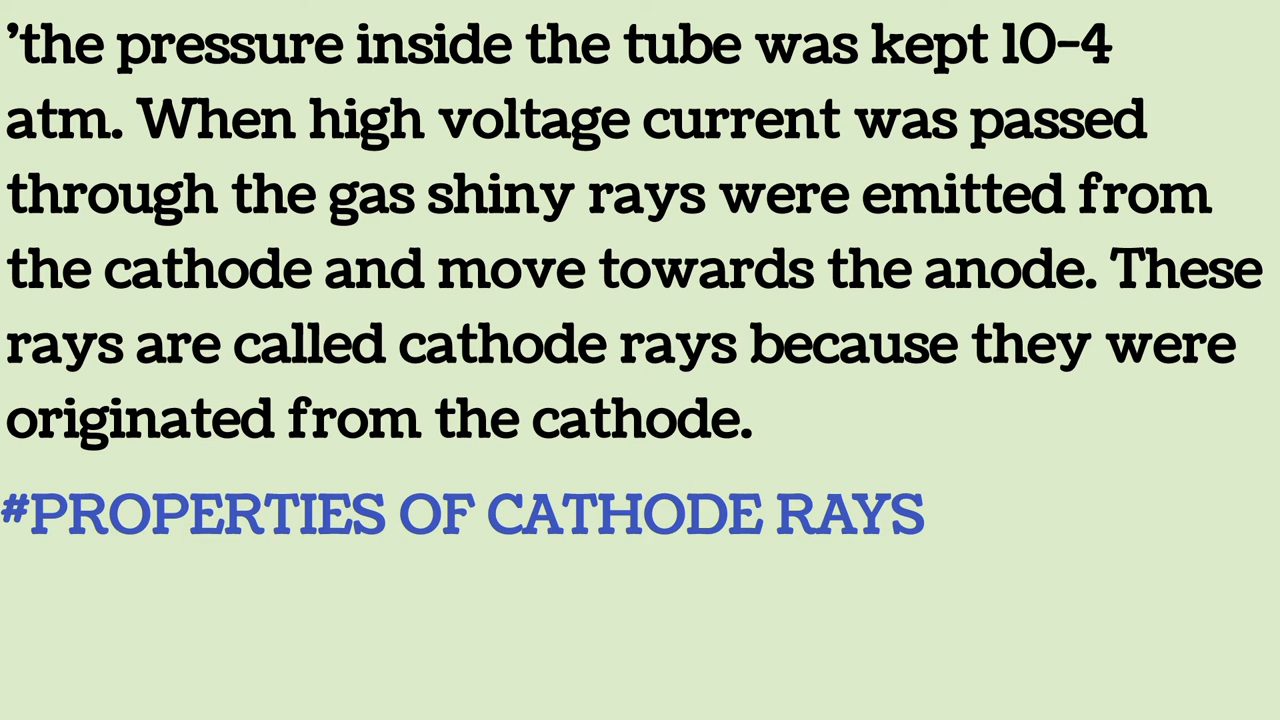 ’the pressure inside the tube was kept 10-4
atm. When high voltage current was passed
through the gas shiny rays were emitted from
the cathode and move towards the anode. These
rays are called cathode rays because they were
originated from the cathode.
#PROPERTIES OF CATHODE RAYS